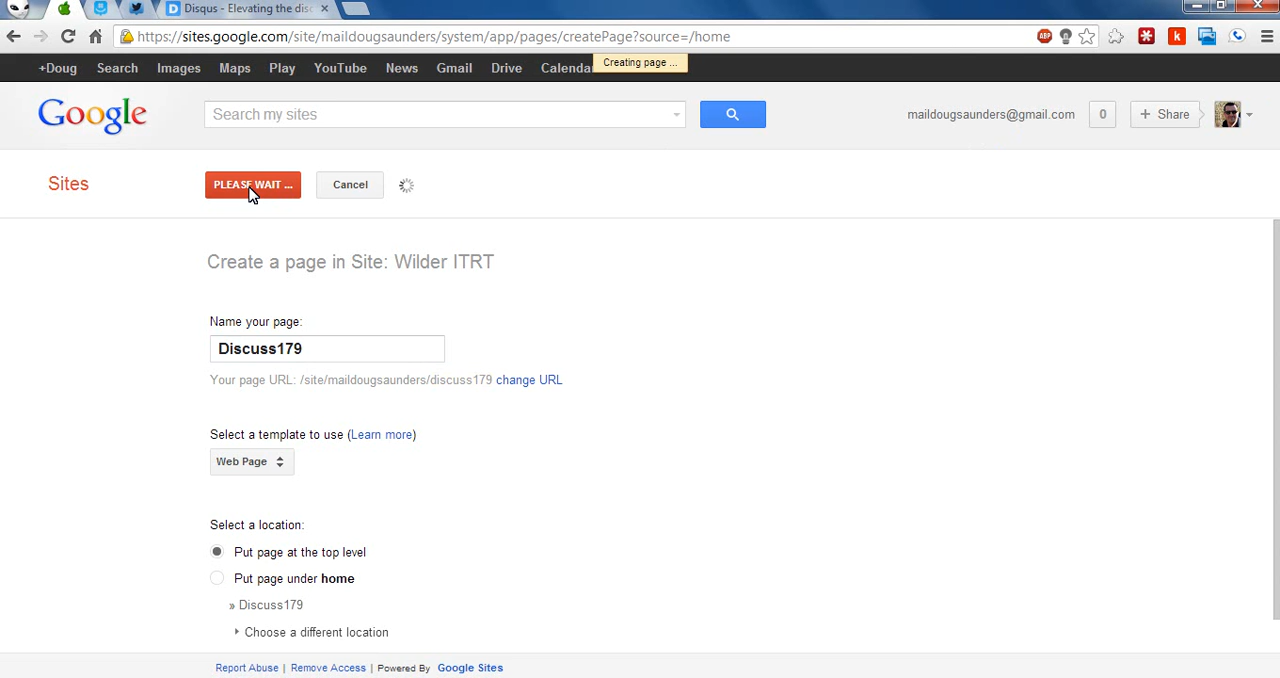 Disqus - Elevating the disc
https://sites.google.com/site/maildougsaunders/system/app/pages/createPage?source=/home
ABP
k
+Doug Search Images Maps Play YouTube News Gmail Drive Calendar
Creating page ...
Google
Search my sites
maildougsaunders@gmail.com
0
+ Share
Sites
PLEASE WAIT ...
Cancel
Create a page in Site: Wilder ITRT
Name your page:
Discuss179
Your page URL: /site/maildougsaunders/discuss179 change URL
Select a template to use (Learn more)
Web Page
Select a location:
Put page at the top level
Put page under home
» Discuss179
Choose a different location
Report Abuse | Remove Access | Powered By Google Sites